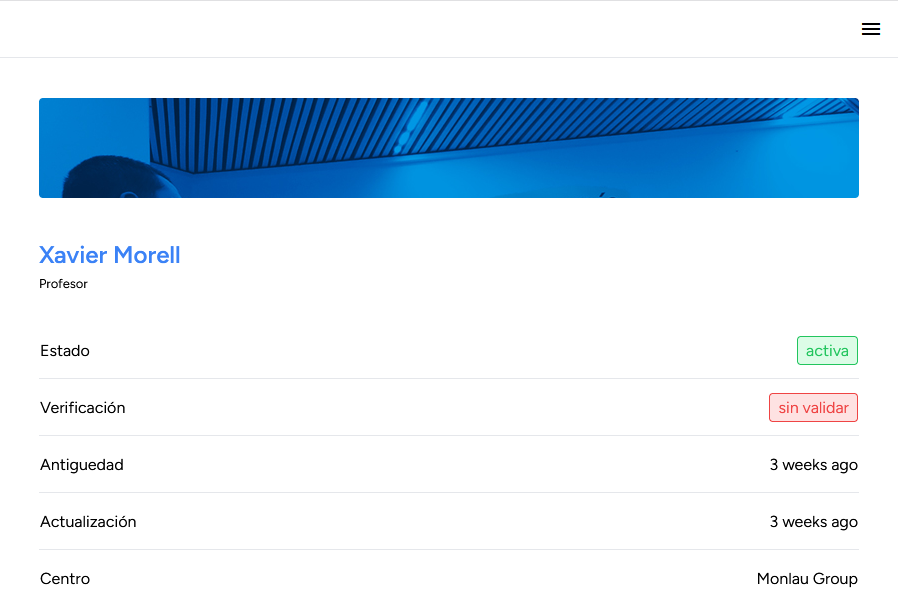 Xavier Morell
Profesor
Estado activa
Verificación sin validar
Antiguedad 3 weeks ago
Actualización 3 weeks ago
Centro Monlau Group